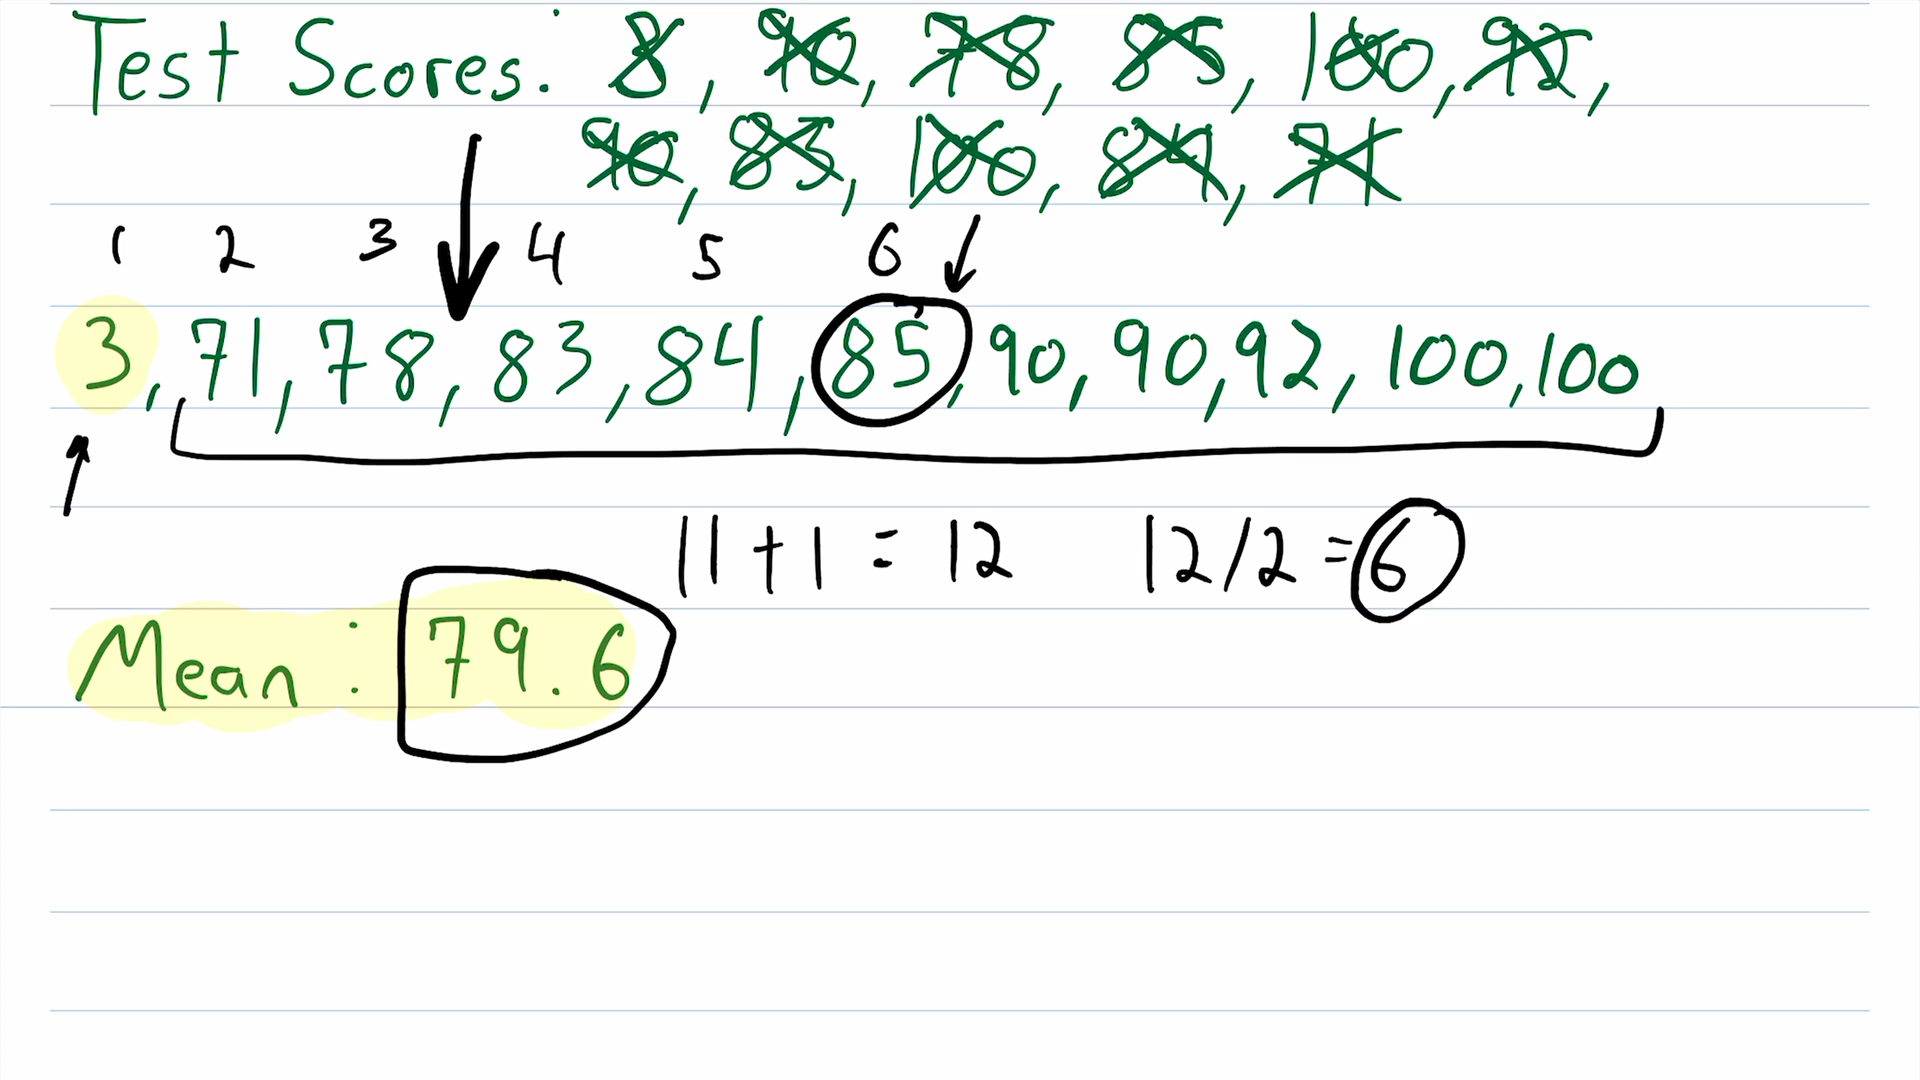 Test Scores: 3, 90, 78, 85, 100, 92,
90, 83, 100, 84, 71
1 2 3 4 5 6
3, 71, 78, 83, 84, 85, 90, 90, 92, 100, 100
11 + 1 = 12 12/2 = 6
Mean: 79.6